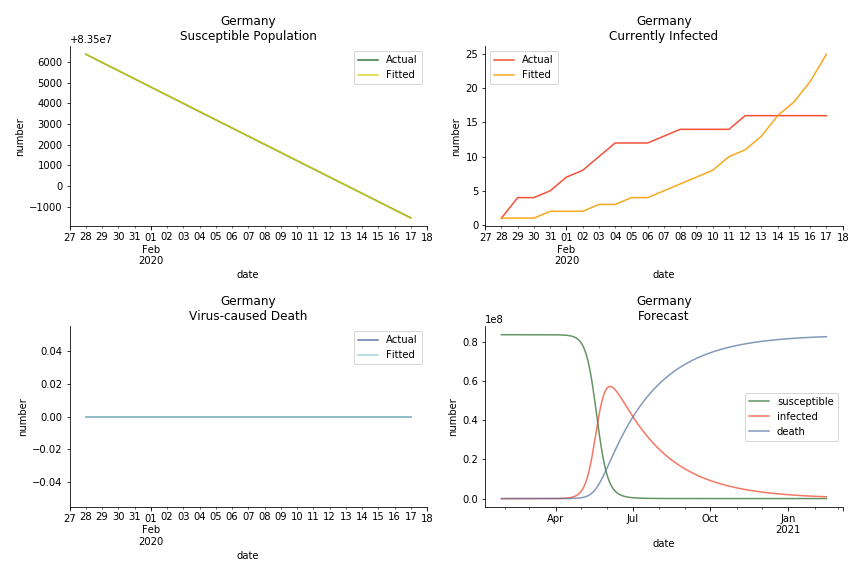 Germany
Susceptible Population
+8.35e7
6000
5000
4000
3000
2000
1000
0
−1000
number
Actual
Fitted
27 28 29 30 31 01 02 03 04 05 06 07 08 09 10 11 12 13 14 15 16 17 18
Feb
2020
date
Germany
Currently Infected
25
20
15
10
5
0
number
Actual
Fitted
27 28 29 30 31 01 02 03 04 05 06 07 08 09 10 11 12 13 14 15 16 17 18
Feb
2020
date
Germany
Virus-caused Death
0.04
0.02
0.00
−0.02
−0.04
number
Actual
Fitted
27 28 29 30 31 01 02 03 04 05 06 07 08 09 10 11 12 13 14 15 16 17 18
Feb
2020
date
Germany
Forecast
1e8
0.8
0.6
0.4
0.2
0.0
number
susceptible
infected
death
Apr Jul Oct Jan
2021
date